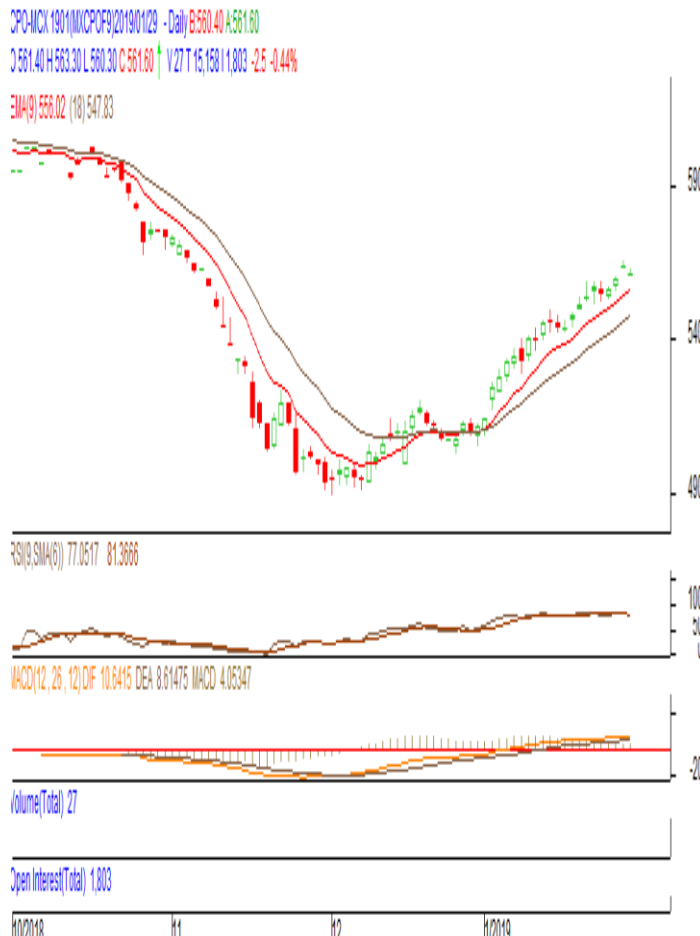 CPO-MCX 1901(MXCPOF9)2019/01/29 - Daily B:560.40 A:561.60
O 561.40 H 563.30 L 560.30 C 561.60 V 27 T 15,158 I 1,803 -2.5 -0.44%
EMA(9) 556.02 (18) 547.83
590
540
490
RSI(9,SMA(6)) 77.0517 81.3666
100
50
MACD(12 , 26 , 12) DIF 10.6415 DEA 8.61475 MACD 4.05347
-20
Volume(Total) 27
Open Interest(Total) 1,803
10/2018 11 12 1/2019